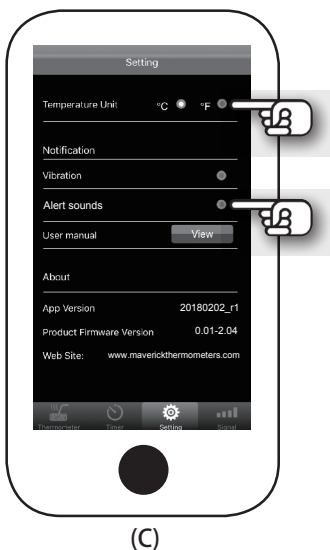 Setting
Temperature Unit °C °F
Notification
Vibration
Alert sounds
User manual View
About
App Version 20180202_r1
Product Firmware Version 0.01-2.04
Web Site: www.maverickthermometers.com
Thermometer Timer Setting Signal
(C)